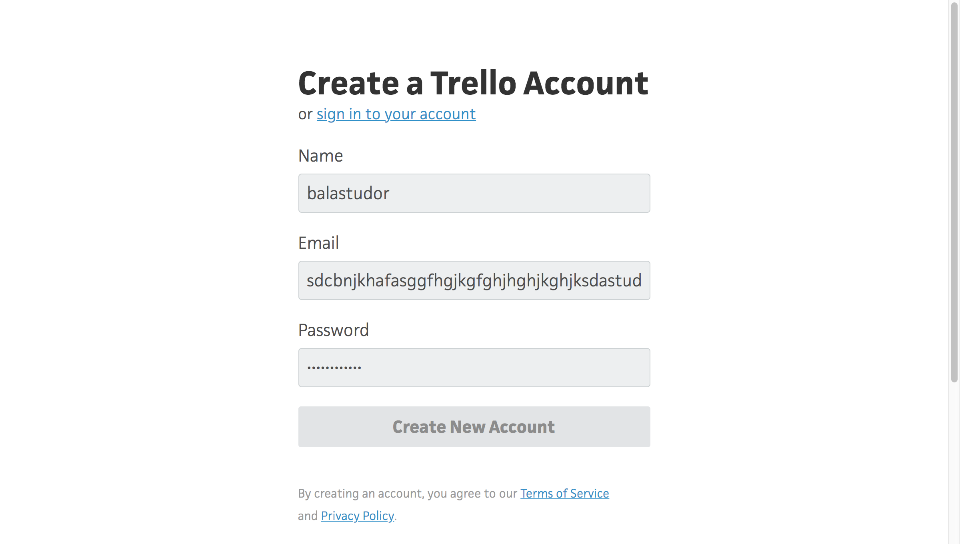 Create a Trello Account
or sign in to your account
Name
balastudor
Email
sdcbnjkhafasggfhgjkgfghjhghjkghjksdastud
Password
••••••••••••
Create New Account
By creating an account, you agree to our Terms of Service
and Privacy Policy.